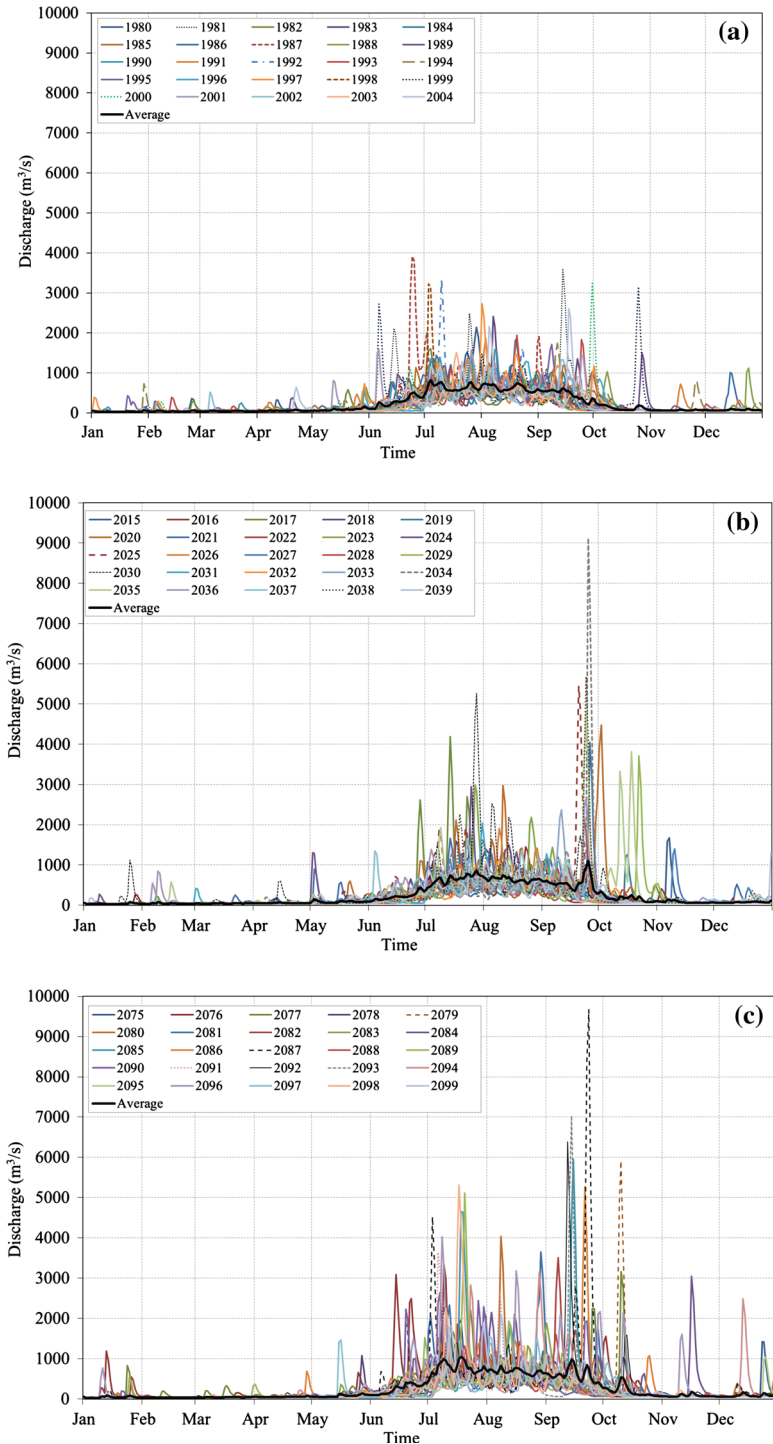 (a)
Discharge (m³/s)
10000
9000
8000
7000
6000
5000
4000
3000
2000
1000
0
1980 1981 1982 1983 1984
1985 1986 1987 1988 1989
1990 1991 1992 1993 1994
1995 1996 1997 1998 1999
2000 2001 2002 2003 2004
Average
Jan Feb Mar Apr May Jun Jul Aug Sep Oct Nov Dec
Time
(b)
Discharge (m³/s)
10000
9000
8000
7000
6000
5000
4000
3000
2000
1000
0
2015 2016 2017 2018 2019
2020 2021 2022 2023 2024
2025 2026 2027 2028 2029
2030 2031 2032 2033 2034
2035 2036 2037 2038 2039
Average
Jan Feb Mar Apr May Jun Jul Aug Sep Oct Nov Dec
Time
(c)
Discharge (m³/s)
10000
9000
8000
7000
6000
5000
4000
3000
2000
1000
0
2075 2076 2077 2078 2079
2080 2081 2082 2083 2084
2085 2086 2087 2088 2089
2090 2091 2092 2093 2094
2095 2096 2097 2098 2099
Average
Jan Feb Mar Apr May Jun Jul Aug Sep Oct Nov Dec
Time